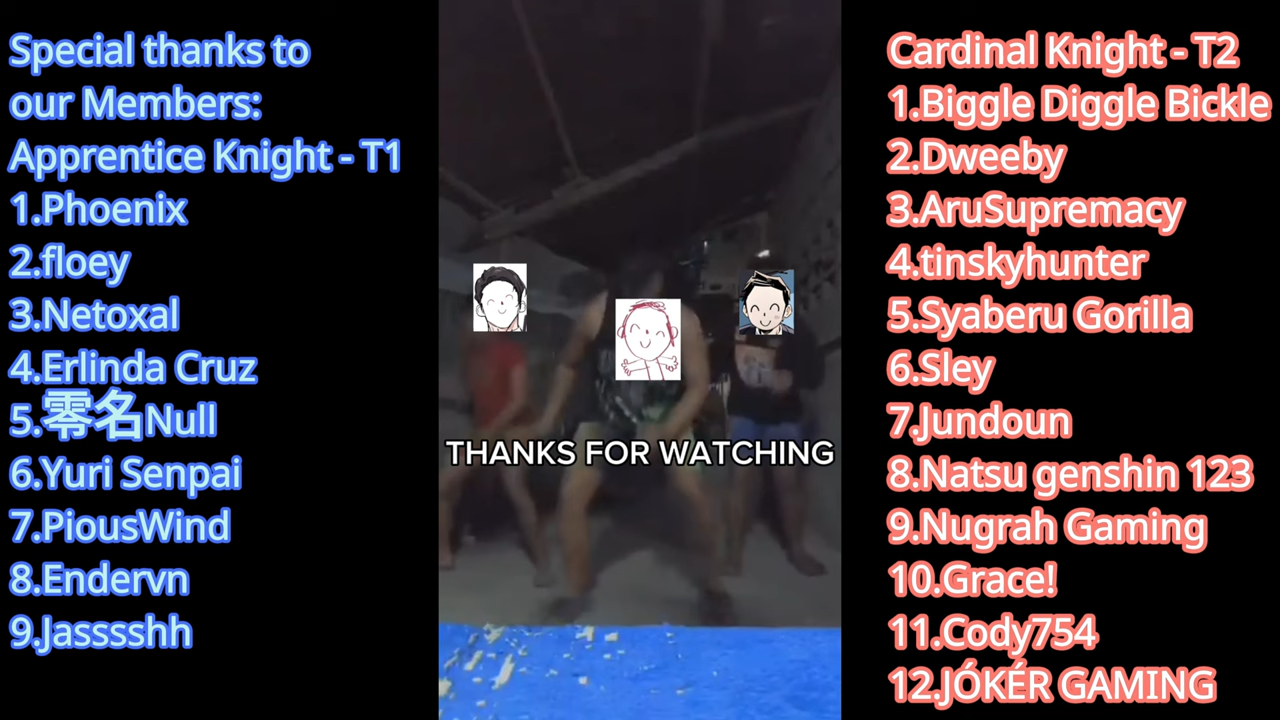 Special thanks to
our Members:
Apprentice Knight - T1
1.Phoenix
2.floey
3.Netoxal
4.Erlinda Cruz
5.零名Null
6.Yuri Senpai
7.PiousWind
8.Endervn
9.Jasssshh
THANKS FOR WATCHING
Cardinal Knight - T2
1.Biggle Diggle Bickle
2.Dweeby
3.AruSupremacy
4.tinskyhunter
5.Syaberu Gorilla
6.Sley
7.Jundoun
8.Natsu genshin 123
9.Nugrah Gaming
10.Grace!
11.Cody754
12.JÓKÉR GAMING